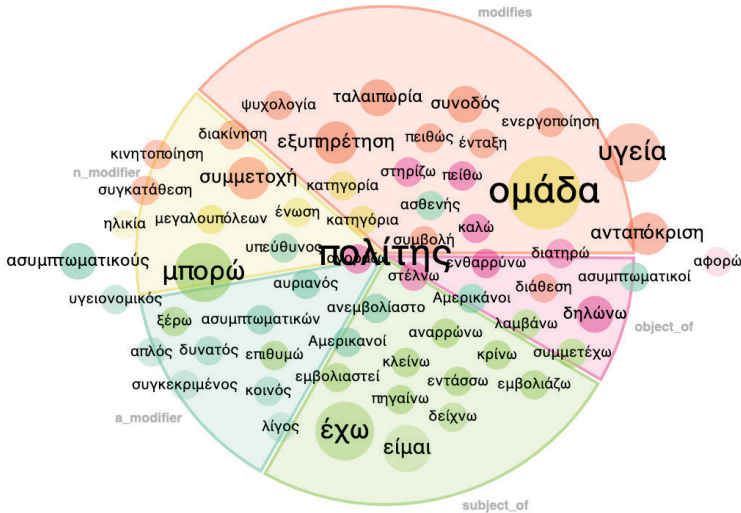 modifies
ψυχολογία
ταλαιπωρία
συνοδός
ενεργοποίηση
διακίνηση
εξυπηρέτηση
πειθώς
ένταξη
υγεία
κινητοποίηση
n_modifier
συγκατάθεση
συμμετοχή
στηρίζω
πείθω
κατηγορία
ομάδα
ασθενής
ηλικία
μεγαλουπόλεων
ένωση
κατηγόρια
καλώ
ανταπόκριση
συμβολή
υπεύθυνος
πολίτης
διατηρώ
ασυμπτωματικούς
μπορώ
ενθαρρύνω
αφορώ
στέλνω
ασυμπτωματικοί
αυριανός
διάθεση
υγειονομικός
Αμερικάνοι
ξέρω
ασυμπτωματικών
ανεμβολίαστο
λαμβάνω
δηλώνω
object_of
αναρρώνω
απλός
δυνατός
επιθυμώ
Αμερικανοί
κλείνω
κρίνω
συμμετέχω
συγκεκριμένος
κοινός
εμβολιαστεί
εντάσσω
εμβολιάζω
πηγαίνω
a_modifier
λίγος
έχω
δείχνω
είμαι
subject_of